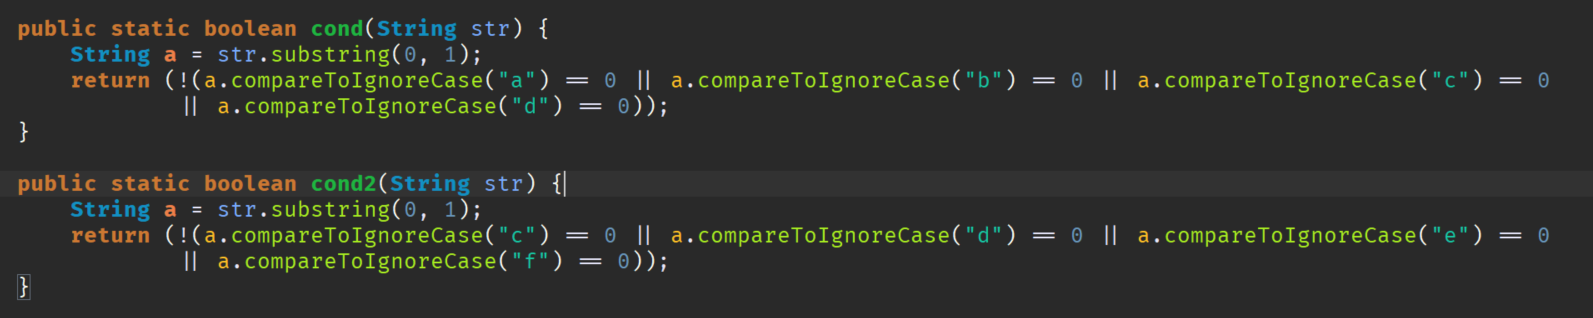 public static boolean cond(String str) {
String a = str.substring(0, 1);
return (!(a.compareToIgnoreCase("a") == 0 || a.compareToIgnoreCase("b") == 0 || a.compareToIgnoreCase("c") == 0
|| a.compareToIgnoreCase("d") == 0));
}
public static boolean cond2(String str) {
String a = str.substring(0, 1);
return (!(a.compareToIgnoreCase("c") == 0 || a.compareToIgnoreCase("d") == 0 || a.compareToIgnoreCase("e") == 0
|| a.compareToIgnoreCase("f") == 0));
}